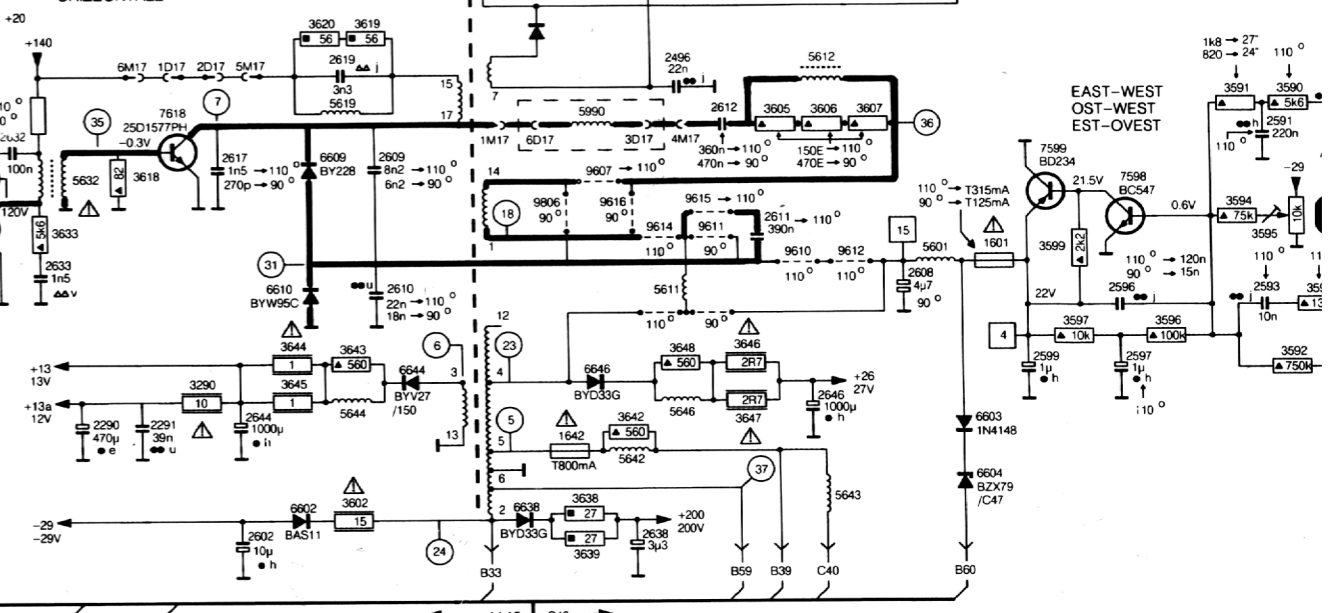 +20
+140
6M17
1D17
2D17
5M17
3620
3619
56
56
2619
j
3n3
5619
15
17
7
2496
22n
j
5612
7618
25D1577PH
-0.3V
35
7
100n
120V
5632
82
3618
5k6
3633
2633
1n5
v
2617
1n5 → 110°
270p → 90°
6609
BY228
2609
8n2 → 110°
6n2 → 90°
1M17
6D17
5990
3D17
4M17
2612
360n → 110°
470n → 90°
3605
3606
3607
150E → 110°
470E → 90°
36
14
9607 → 110°
18
1
9806
90°
9616
90°
9615 → 110°
9614
110°
9611
90°
2611 → 110°
390n
9610
110°
9612
110°
31
6610
BYW95C
u
2610
22n → 110°
18n → 90°
5611
110°
90°
15
5601
2608
4µ7
90°
110° → T315mA
90° → T125mA
1601
EAST-WEST
OST-WEST
EST-OVEST
7599
BD234
21.5V
7598
BC547
0.6V
3599
2k2
22V
110° → 120n
90° → 15n
2596
j
1k8 → 27"
820 → 24"
110°
3591
3590
5k6
h
2591
220n
110°
-29
3594
75k
3595
10k
110°
2593
10n
j
4
3597
10k
3596
100k
3592
750k
2599
1µ
h
2597
1µ
h
110°
+13
13V
+13a
12V
3644
1
3643
560
6644
BYV27
/150
3645
1
5644
3290
10
2290
470µ
e
2291
39n
u
2644
1000µ
6
3
13
12
23
4
6646
BYD33G
3648
560
5646
3646
2R7
2R7
3647
+26
27V
2646
1000µ
h
5
5
1642
T800mA
3642
560
5642
6
37
5643
6603
1N4148
6604
BZX79
/C47
-29
-29V
6602
BAS11
3602
15
24
2602
10µ
h
2
6638
BYD33G
3638
27
27
3639
+200
200V
2638
3µ3
B33
B59
B39
C40
B60